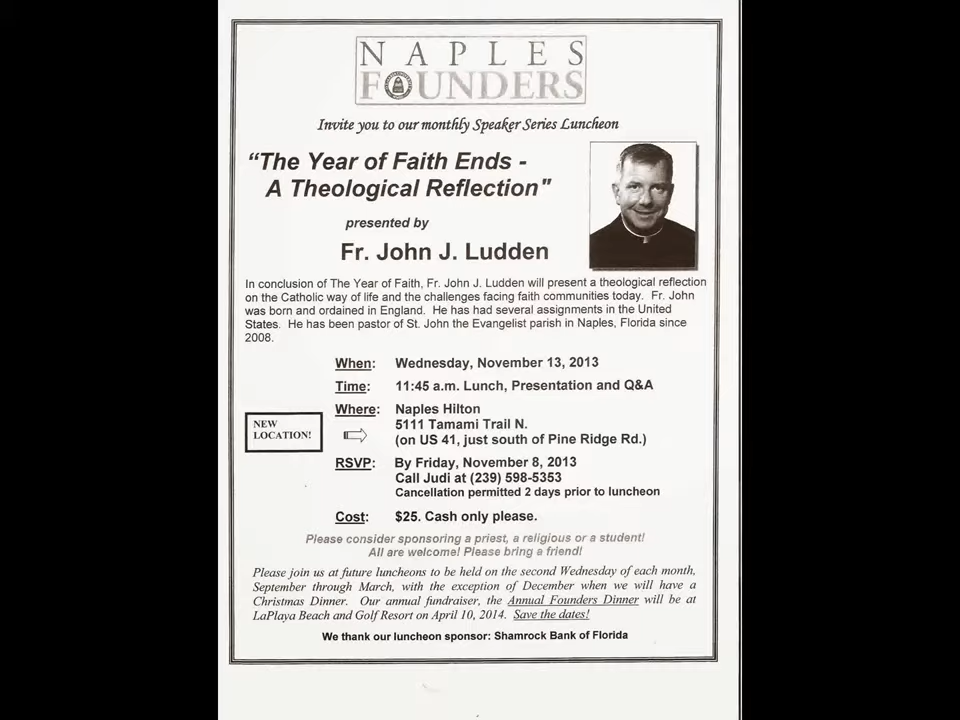 NAPLES
FOUNDERS
Invite you to our monthly Speaker Series Luncheon
“The Year of Faith Ends -
A Theological Reflection"
presented by
Fr. John J. Ludden
In conclusion of The Year of Faith, Fr. John J. Ludden will present a theological reflection
on the Catholic way of life and the challenges facing faith communities today. Fr. John
was born and ordained in England. He has had several assignments in the United
States. He has been pastor of St. John the Evangelist parish in Naples, Florida since
2008.
When: Wednesday, November 13, 2013
Time: 11:45 a.m. Lunch, Presentation and Q&A
Where: Naples Hilton
5111 Tamami Trail N.
(on US 41, just south of Pine Ridge Rd.)
NEW
LOCATION!
RSVP: By Friday, November 8, 2013
Call Judi at (239) 598-5353
Cancellation permitted 2 days prior to luncheon
Cost: $25. Cash only please.
Please consider sponsoring a priest, a religious or a student!
All are welcome! Please bring a friend!
Please join us at future luncheons to be held on the second Wednesday of each month,
September through March, with the exception of December when we will have a
Christmas Dinner. Our annual fundraiser, the Annual Founders Dinner will be at
LaPlaya Beach and Golf Resort on April 10, 2014. Save the dates!
We thank our luncheon sponsor: Shamrock Bank of Florida